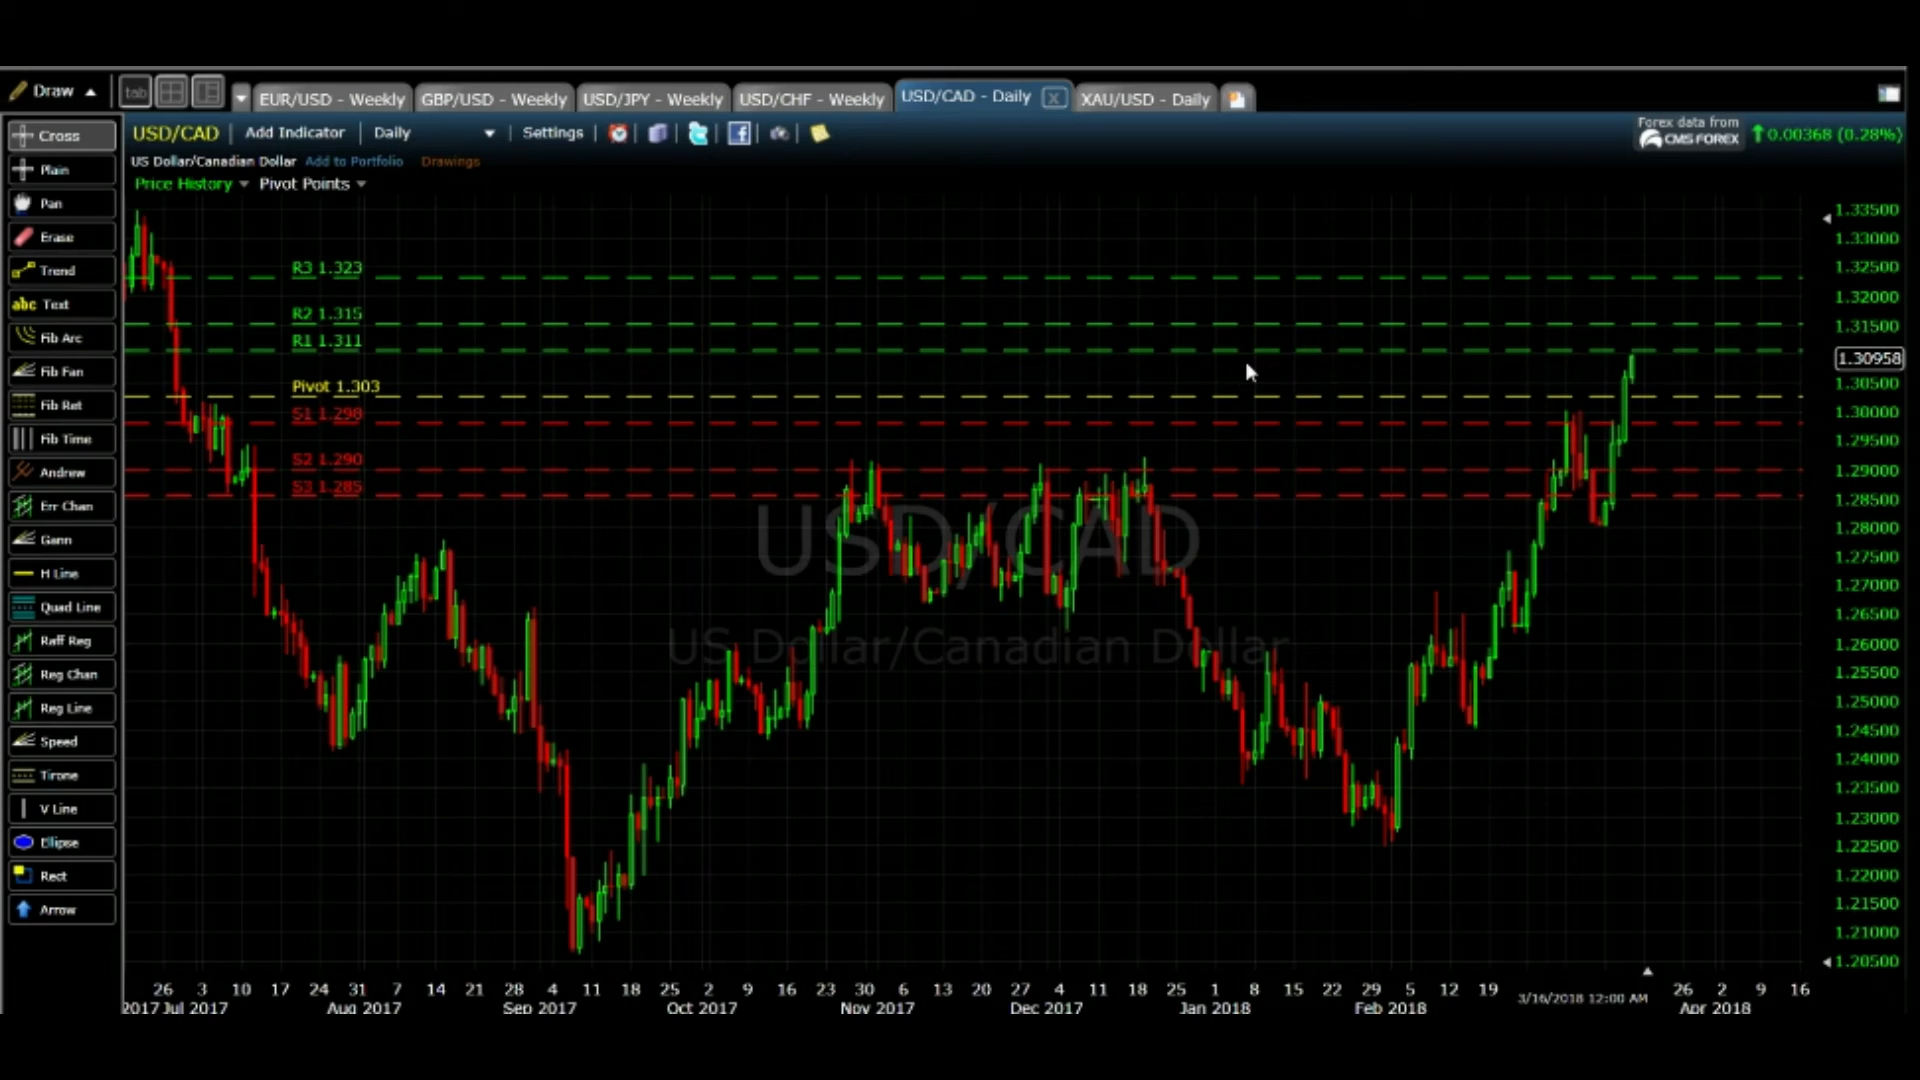 Draw
tab
EUR/USD - Weekly
GBP/USD - Weekly
USD/JPY - Weekly
USD/CHF - Weekly
USD/CAD - Daily
X
XAU/USD - Daily
USD/CAD
Add Indicator
Daily
Settings
Forex data from
CMS FOREX
0.00368 (0.28%)
US Dollar/Canadian Dollar Add to Portfolio Drawings
Price History
Pivot Points
Cross
Plain
Pan
Erase
Trend
abc Text
Fib Arc
Fib Fan
Fib Ret
Fib Time
Andrew
Err Chan
Gann
H Line
Quad Line
Raff Reg
Reg Chan
Reg Line
Speed
Tirone
V Line
Ellipse
Rect
Arrow
R3 1.323
R2 1.315
R1 1.311
Pivot 1.303
S1 1.298
S2 1.290
S3 1.285
USD/CAD
US Dollar/Canadian Dollar
1.33500
1.33000
1.32500
1.32000
1.31500
1.30958
1.30500
1.30000
1.29500
1.29000
1.28500
1.28000
1.27500
1.27000
1.26500
1.26000
1.25500
1.25000
1.24500
1.24000
1.23500
1.23000
1.22500
1.22000
1.21500
1.21000
1.20500
26 3 10 17 24 31 7 14 21 28 4 11 18 25 2 9 16 23 30 6 13 20 27 4 11 18 25 1 8 15 22 29 5 12 19 3/16/2018 12:00 AM 26 2 9 16
2017 Jul 2017 Aug 2017 Sep 2017 Oct 2017 Nov 2017 Dec 2017 Jan 2018 Feb 2018 Apr 2018